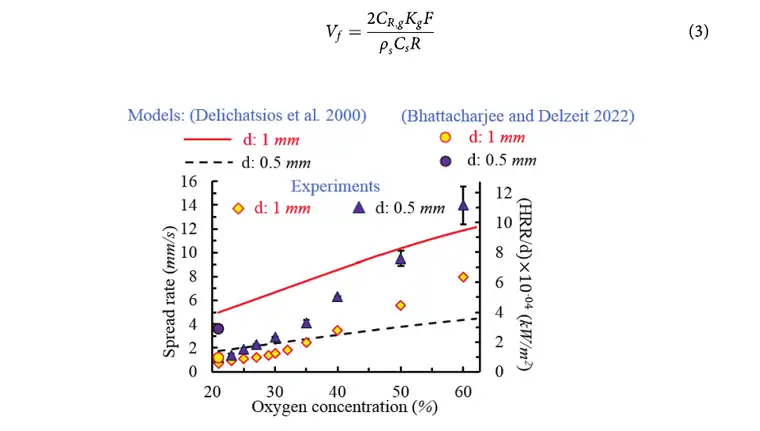 V_f = 2C_{R,g}K_gF / ρ_sC_sR (3)
Models: (Delichatsios et al. 2000) (Bhattacharjee and Delzeit 2022)
d: 1 mm d: 1 mm
d: 0.5 mm d: 0.5 mm
Experiments
d: 1 mm d: 0.5 mm
Spread rate (mm/s)
16
14
12
10
8
6
4
2
0
12
10
8
6
4
2
0
(HRR/d)×10⁻⁰⁴ (kW/m²)
20 30 40 50 60
Oxygen concentration (%)